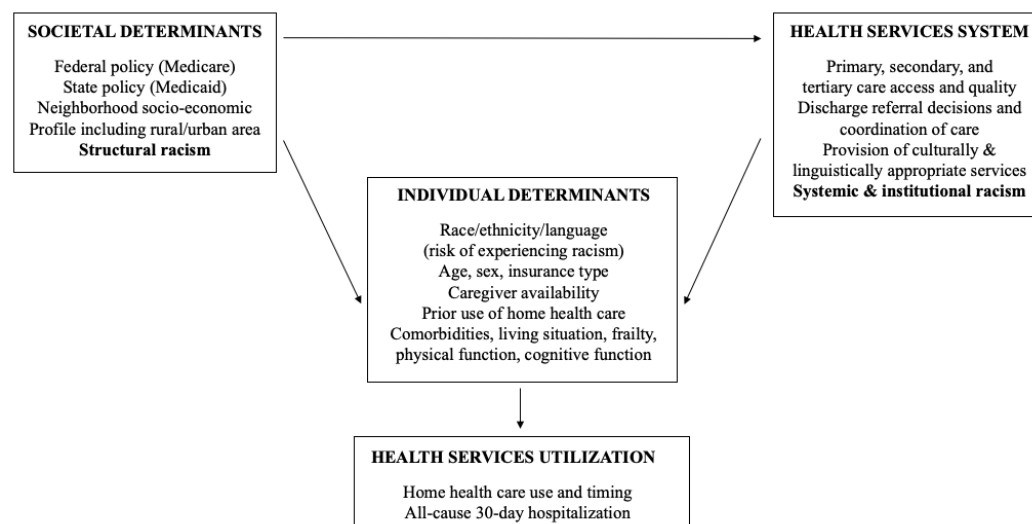 SOCIETAL DETERMINANTS
Federal policy (Medicare)
State policy (Medicaid)
Neighborhood socio-economic
Profile including rural/urban area
Structural racism
HEALTH SERVICES SYSTEM
Primary, secondary, and
tertiary care access and quality
Discharge referral decisions and
coordination of care
Provision of culturally &
linguistically appropriate services
Systemic & institutional racism
INDIVIDUAL DETERMINANTS
Race/ethnicity/language
(risk of experiencing racism)
Age, sex, insurance type
Caregiver availability
Prior use of home health care
Comorbidities, living situation, frailty,
physical function, cognitive function
HEALTH SERVICES UTILIZATION
Home health care use and timing
All-cause 30-day hospitalization